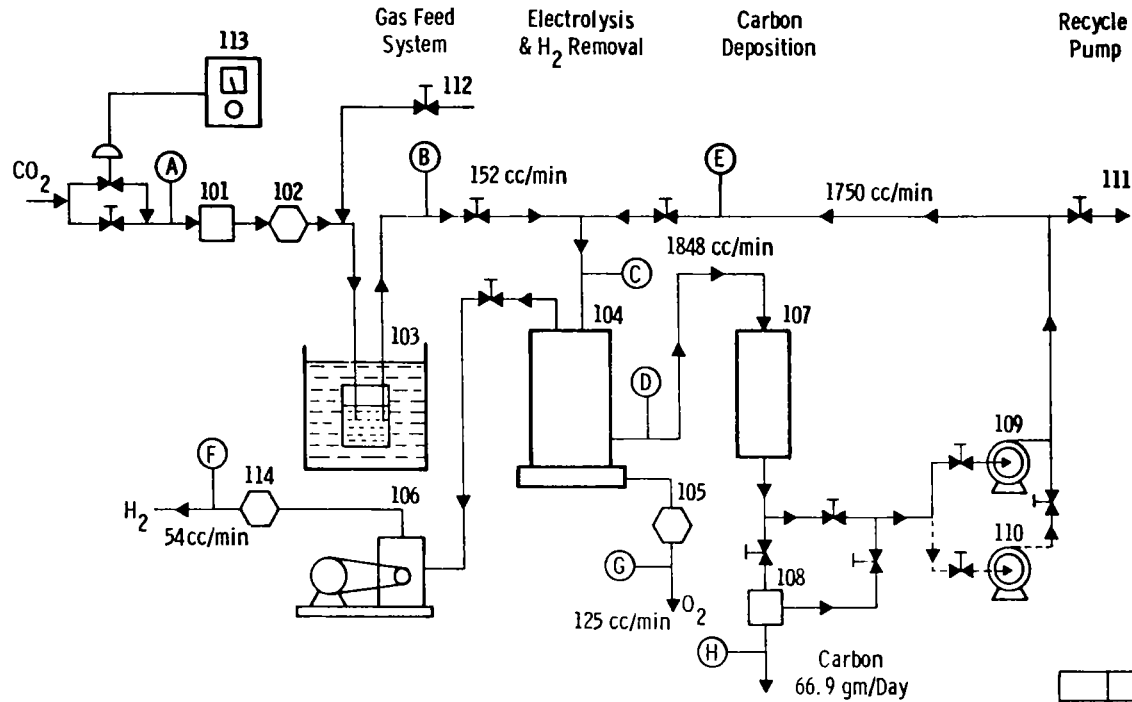 Gas Feed
System
Electrolysis
& H2 Removal
Carbon
Deposition
Recycle
Pump
113
112
CO2
A
101
102
B
152 cc/min
E
1750 cc/min
111
1848 cc/min
C
103
104
107
D
109
F
114
106
105
110
H2
54 cc/min
G
108
O2
125 cc/min
H
Carbon
66.9 gm/Day